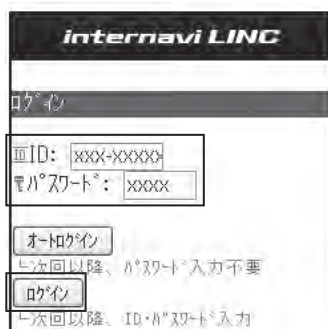 internavi LINC
ﾛｸﾞｲﾝ
ID: xxx-xxxxx
ﾊﾟｽﾜｰﾄﾞ: xxxx
ｵｰﾄﾛｸﾞｲﾝ
└次回以降、ﾊﾟｽﾜｰﾄﾞ入力不要
ﾛｸﾞｲﾝ
└次回以降、ID･ﾊﾟｽﾜｰﾄﾞ入力